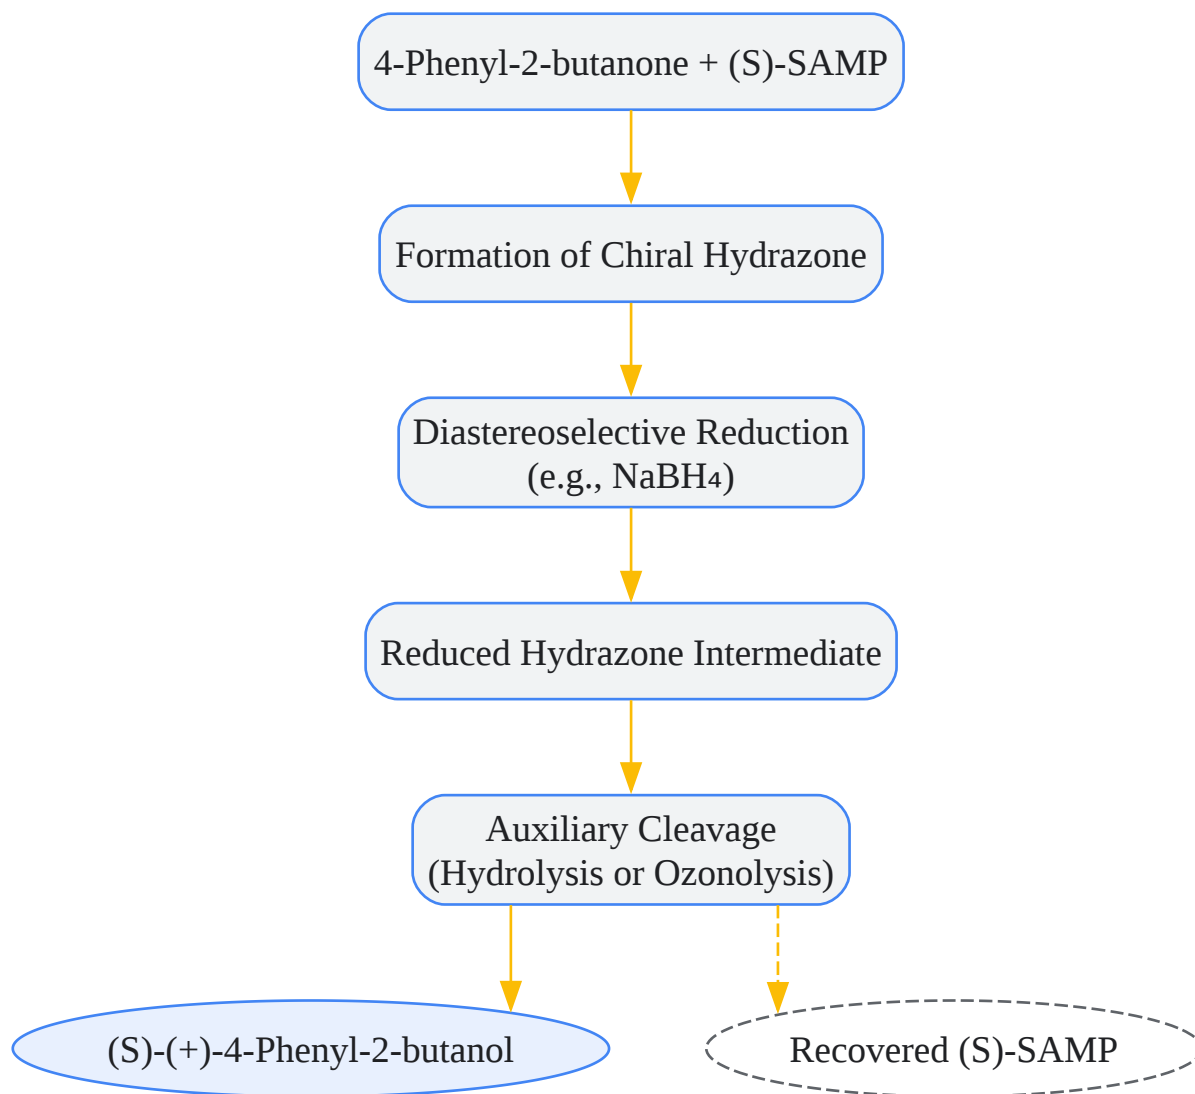 4-Phenyl-2-butanone + (S)-SAMP
Formation of Chiral Hydrazone
Diastereoselective Reduction
(e.g., NaBH₄)
Reduced Hydrazone Intermediate
Auxiliary Cleavage
(Hydrolysis or Ozonolysis)
(S)-(+)-4-Phenyl-2-butanol
Recovered (S)-SAMP